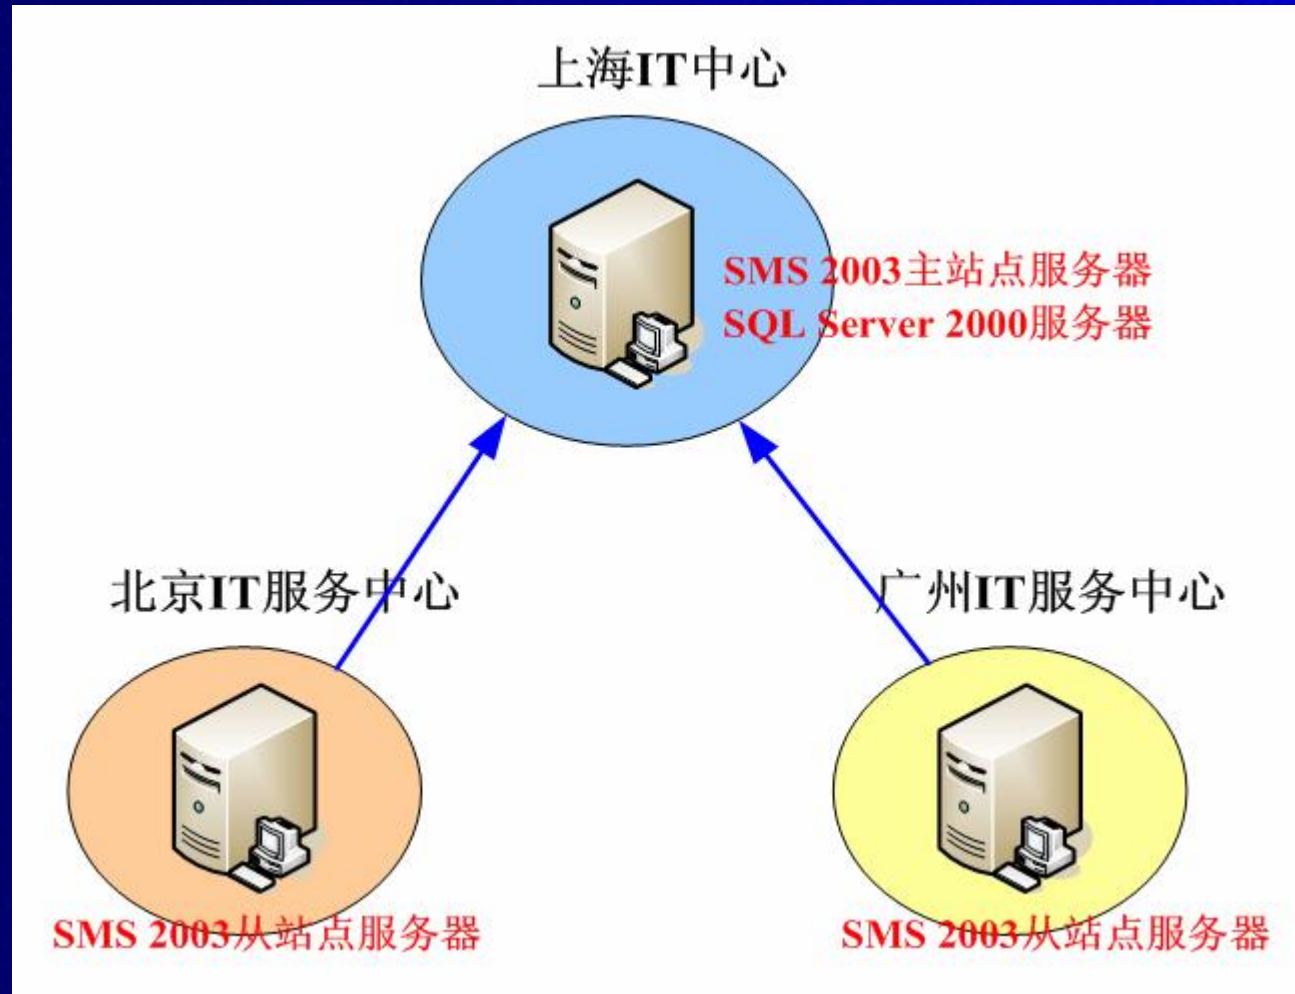 上海IT中心
SMS 2003主站点服务器
SQL Server 2000服务器
北京IT服务中心
广州IT服务中心
SMS 2003从站点服务器
SMS 2003从站点服务器